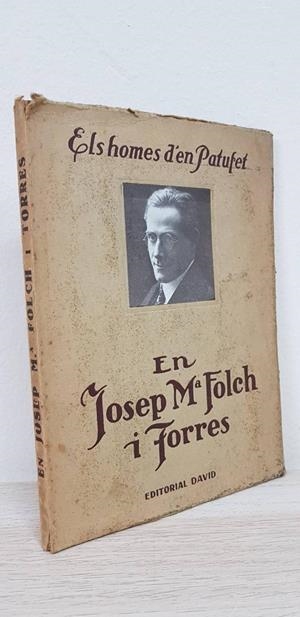 Els homes d'en Patufet
En
Josep Mª Folch
i Torres
EDITORIAL DAVID
EN JOSEP Mª FOLCH I TORRES